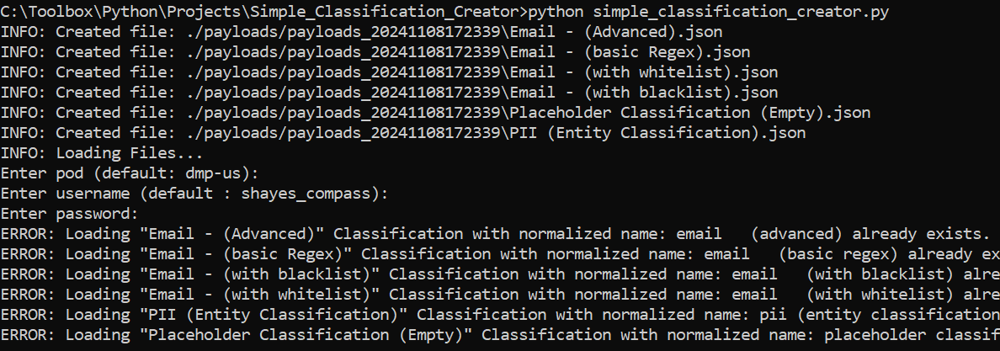 C:\Toolbox\Python\Projects\Simple_Classification_Creator>python simple_classification_creator.py
INFO: Created file: ./payloads/payloads_20241108172339\Email - (Advanced).json
INFO: Created file: ./payloads/payloads_20241108172339\Email - (basic Regex).json
INFO: Created file: ./payloads/payloads_20241108172339\Email - (with whitelist).json
INFO: Created file: ./payloads/payloads_20241108172339\Email - (with blacklist).json
INFO: Created file: ./payloads/payloads_20241108172339\Placeholder Classification (Empty).json
INFO: Created file: ./payloads/payloads_20241108172339\PII (Entity Classification).json
INFO: Loading Files...
Enter pod (default: dmp-us):
Enter username (default : shayes_compass):
Enter password:
ERROR: Loading "Email - (Advanced)" Classification with normalized name: email   (advanced) already exists.
ERROR: Loading "Email - (basic Regex)" Classification with normalized name: email   (basic regex) already ex
ERROR: Loading "Email - (with blacklist)" Classification with normalized name: email   (with blacklist) alre
ERROR: Loading "Email - (with whitelist)" Classification with normalized name: email   (with whitelist) alre
ERROR: Loading "PII (Entity Classification)" Classification with normalized name: pii (entity classification
ERROR: Loading "Placeholder Classification (Empty)" Classification with normalized name: placeholder classif